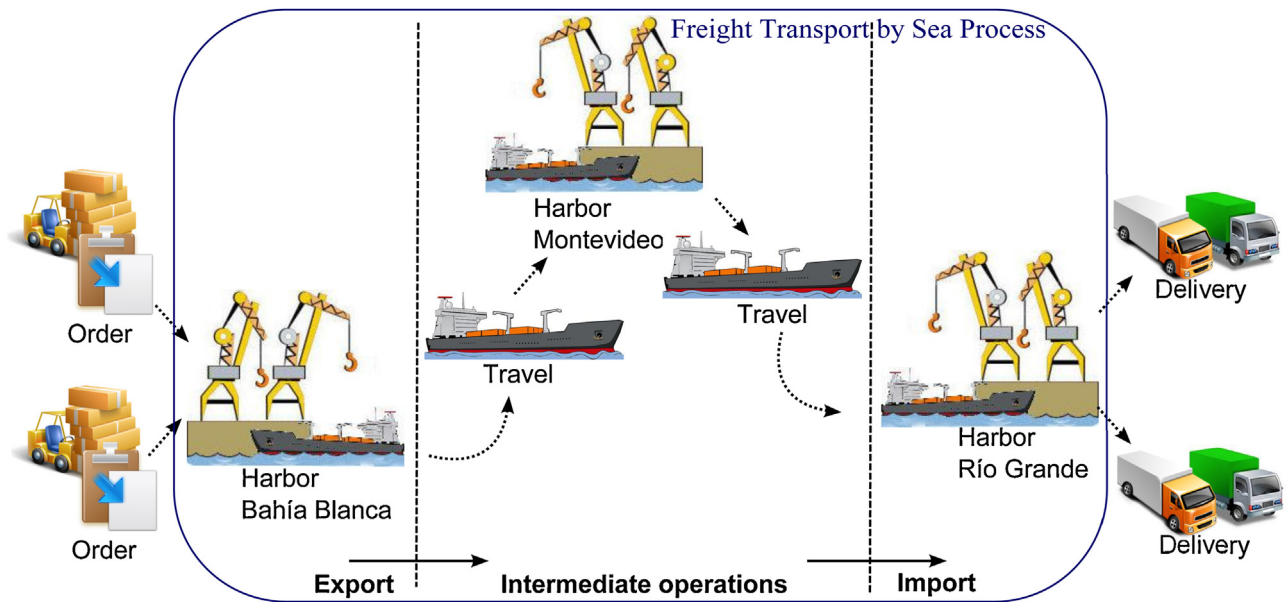 Freight Transport by Sea Process
Harbor
Montevideo
Order
Travel
Travel
Delivery
Harbor
Bahía Blanca
Harbor
Río Grande
Order
Delivery
Export
Intermediate operations
Import